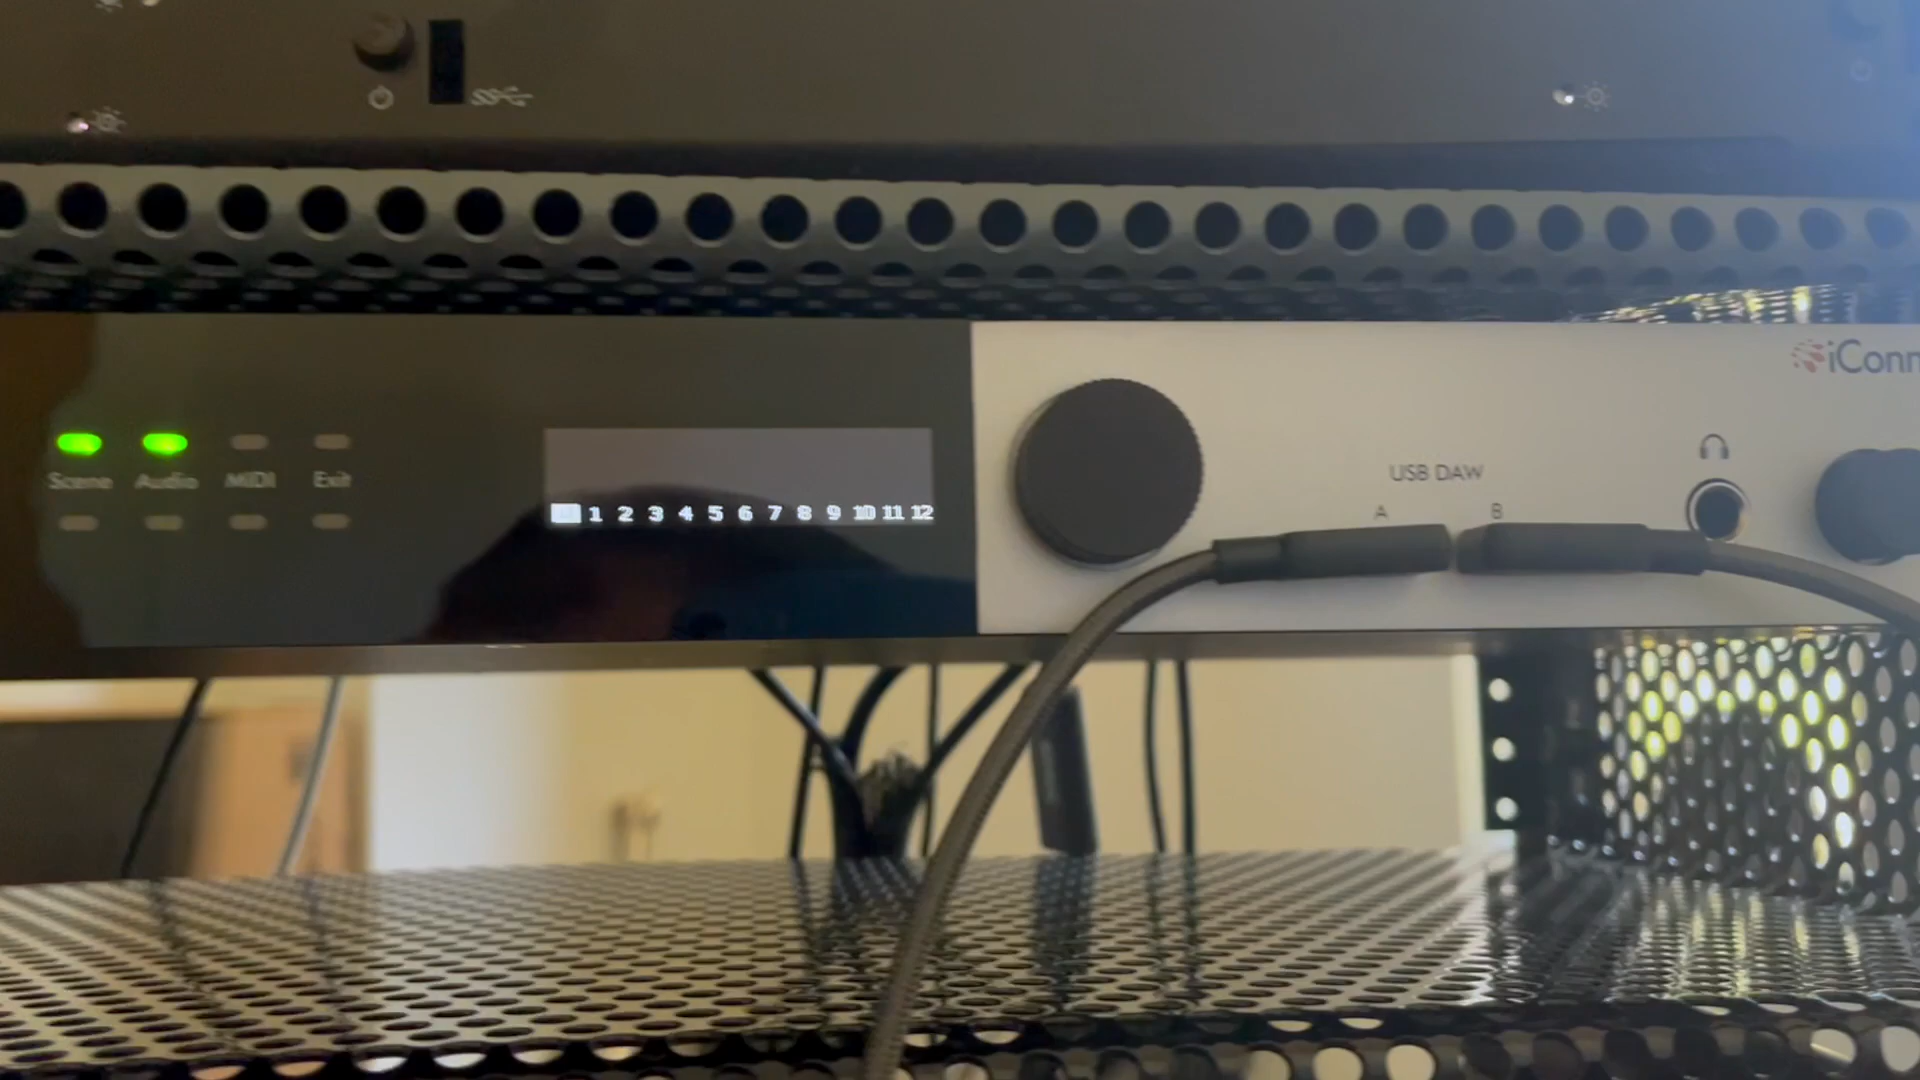 iConn
Scene Audio MIDI Exit
USB DAW
A B
1 2 3 4 5 6 7 8 9 10 11 12